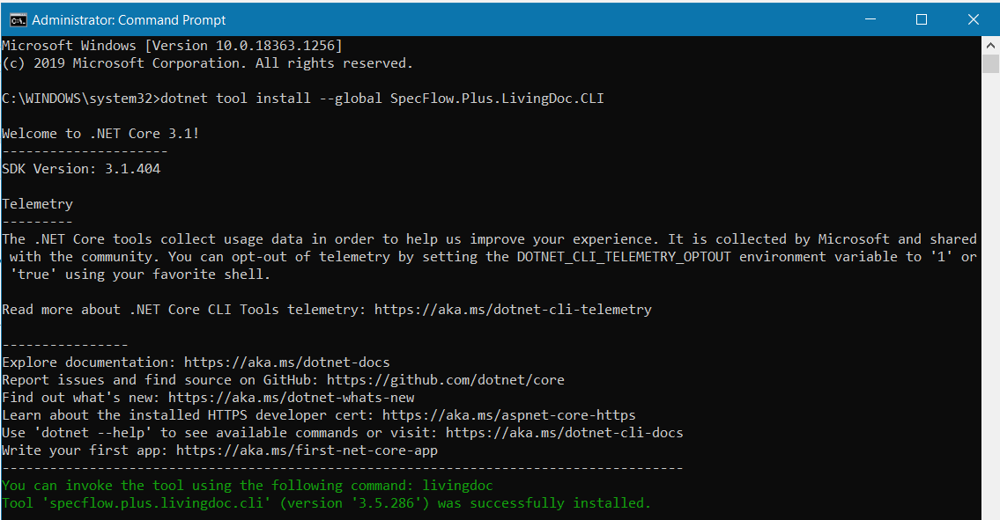 Administrator: Command Prompt
Microsoft Windows [Version 10.0.18363.1256]
(c) 2019 Microsoft Corporation. All rights reserved.
C:\WINDOWS\system32>dotnet tool install --global SpecFlow.Plus.LivingDoc.CLI
Welcome to .NET Core 3.1!
---------------------
SDK Version: 3.1.404
Telemetry
---------
The .NET Core tools collect usage data in order to help us improve your experience. It is collected by Microsoft and shared
with the community. You can opt-out of telemetry by setting the DOTNET_CLI_TELEMETRY_OPTOUT environment variable to '1' or
'true' using your favorite shell.
Read more about .NET Core CLI Tools telemetry: https://aka.ms/dotnet-cli-telemetry
----------------
Explore documentation: https://aka.ms/dotnet-docs
Report issues and find source on GitHub: https://github.com/dotnet/core
Find out what's new: https://aka.ms/dotnet-whats-new
Learn about the installed HTTPS developer cert: https://aka.ms/aspnet-core-https
Use 'dotnet --help' to see available commands or visit: https://aka.ms/dotnet-cli-docs
Write your first app: https://aka.ms/first-net-core-app
--------------------------------------------------------------------------------------
You can invoke the tool using the following command: livingdoc
Tool 'specflow.plus.livingdoc.cli' (version '3.5.286') was successfully installed.